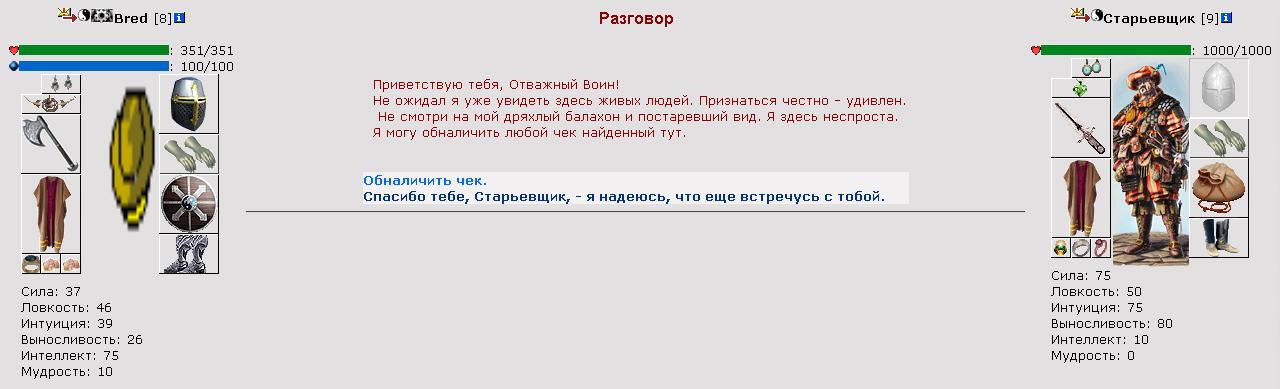 Bred [8]
Разговор
Старьевщик [9]
: 351/351
: 1000/1000
: 100/100
Приветствую тебя, Отважный Воин!
Не ожидал я уже увидеть здесь живых людей. Признаться честно - удивлен.
Не смотри на мой дряхлый балахон и постаревший вид. Я здесь неспроста.
Я могу обналичить любой чек найденный тут.
Обналичить чек.
Спасибо тебе, Старьевщик, - я надеюсь, что еще встречусь с тобой.
Сила: 37
Ловкость: 46
Интуиция: 39
Выносливость: 26
Интеллект: 75
Мудрость: 10
Сила: 75
Ловкость: 50
Интуиция: 75
Выносливость: 80
Интеллект: 10
Мудрость: 0